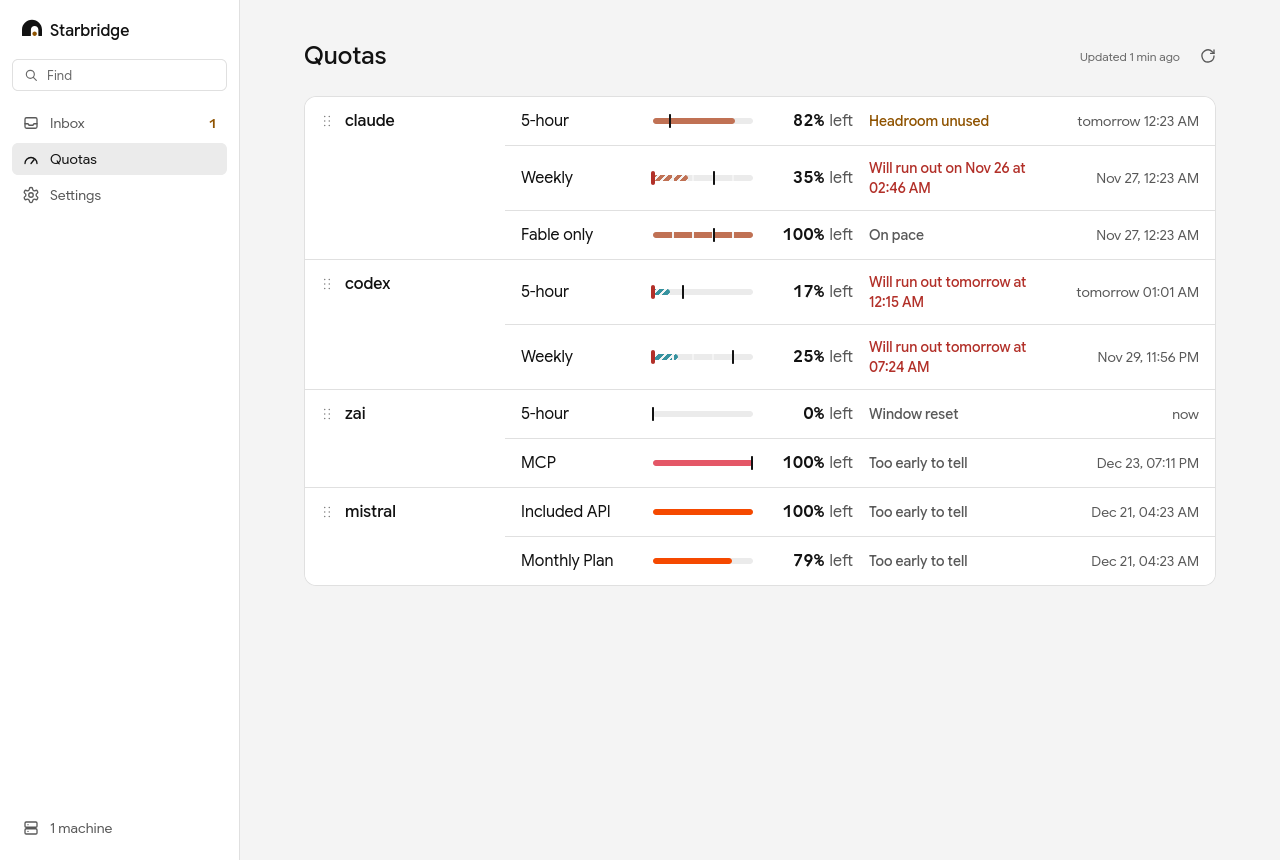 Starbridge
Find
Inbox 1
Quotas
Settings
1 machine
Quotas
Updated 1 min ago
claude 5-hour 82% left Headroom unused tomorrow 12:23 AM
Weekly 35% left Will run out on Nov 26 at
02:46 AM Nov 27, 12:23 AM
Fable only 100% left On pace Nov 27, 12:23 AM
codex 5-hour 17% left Will run out tomorrow at
12:15 AM tomorrow 01:01 AM
Weekly 25% left Will run out tomorrow at
07:24 AM Nov 29, 11:56 PM
zai 5-hour 0% left Window reset now
MCP 100% left Too early to tell Dec 23, 07:11 PM
mistral Included API 100% left Too early to tell Dec 21, 04:23 AM
Monthly Plan 79% left Too early to tell Dec 21, 04:23 AM